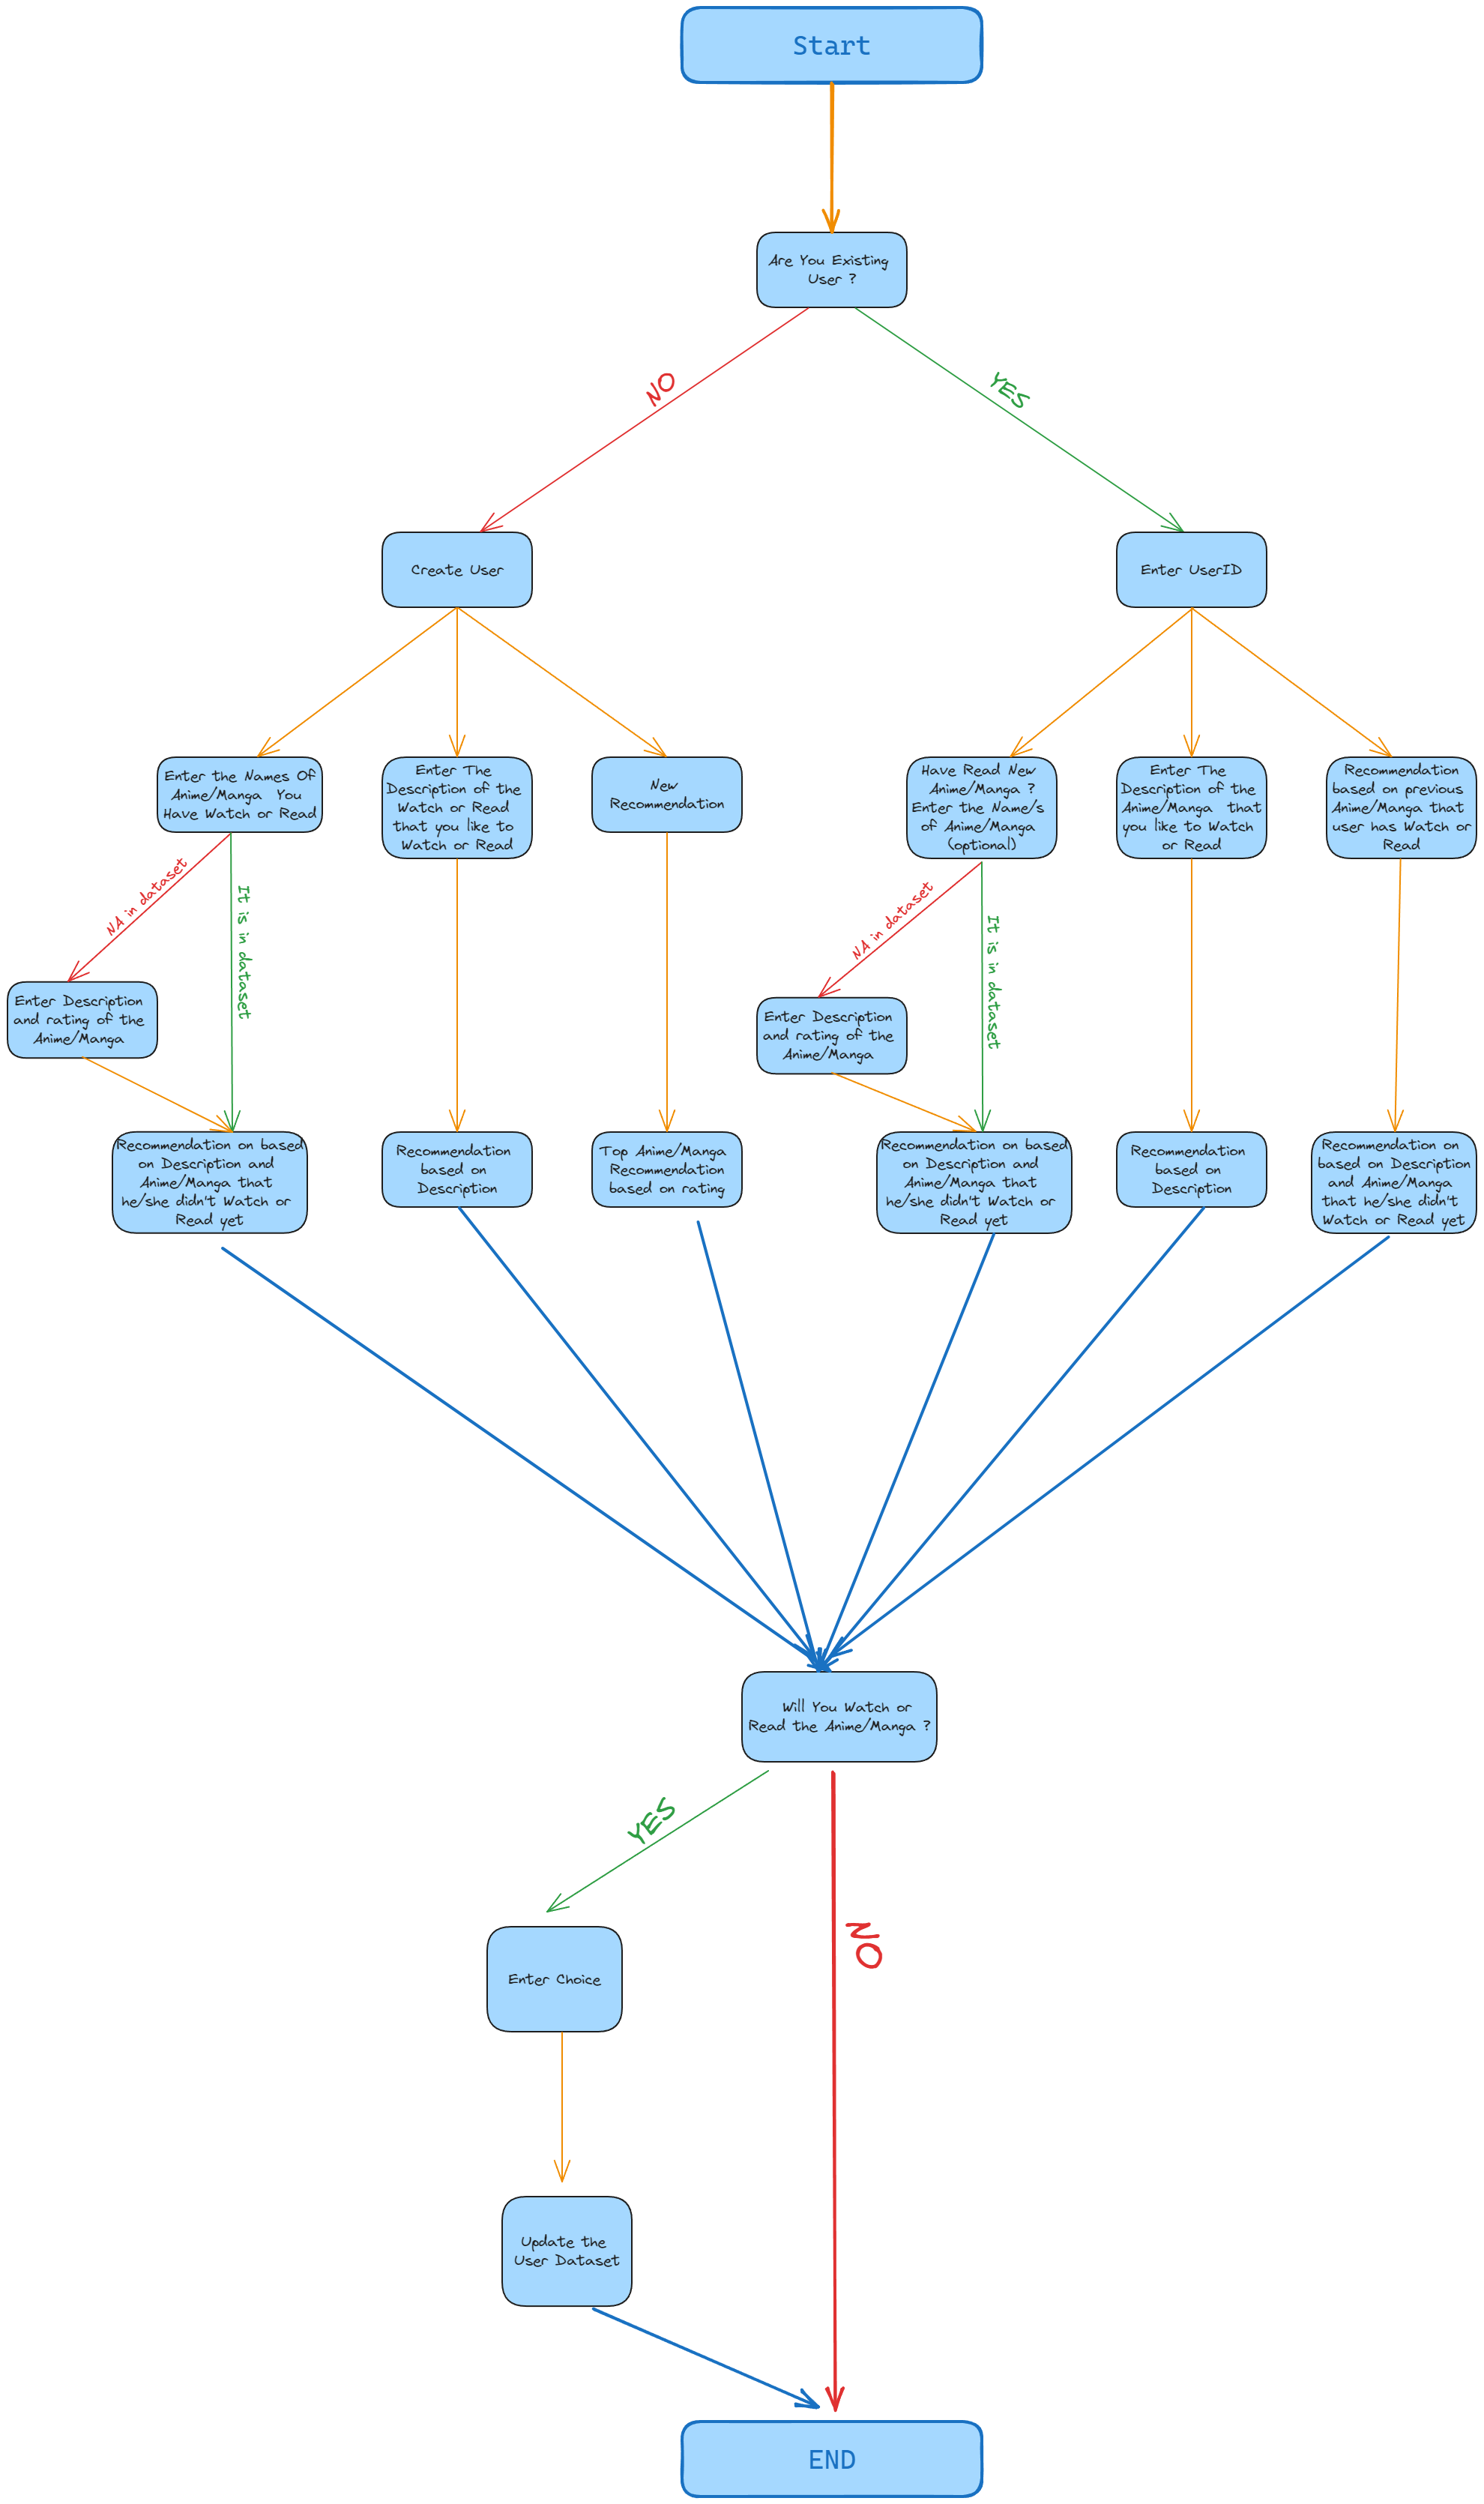 Start
Are You Existing
User ?
NO
YES
Create User
Enter UserID
Enter the Names Of
Anime/Manga You
Have Watch or Read
Enter The
Description of the
Watch or Read
that you like to
Watch or Read
New
Recommendation
Have Read New
Anime/Manga ?
Enter the Name/s
of Anime/Manga
(optional)
Enter The
Description of the
Anime/Manga that
you like to Watch
or Read
Recommendation
based on previous
Anime/Manga that
user has Watch or
Read
NA in dataset
It is in dataset
NA in dataset
It is in dataset
Enter Description
and rating of the
Anime/Manga
Enter Description
and rating of the
Anime/Manga
Recommendation on based
on Description and
Anime/Manga that
he/she didn't Watch or
Read yet
Recommendation
based on
Description
Top Anime/Manga
Recommendation
based on rating
Recommendation on based
on Description and
Anime/Manga that
he/she didn't Watch or
Read yet
Recommendation
based on
Description
Recommendation on
based on Description
and Anime/Manga
that he/she didn't
Watch or Read yet
Will You Watch or
Read the Anime/Manga ?
YES
NO
Enter Choice
Update the
User Dataset
END